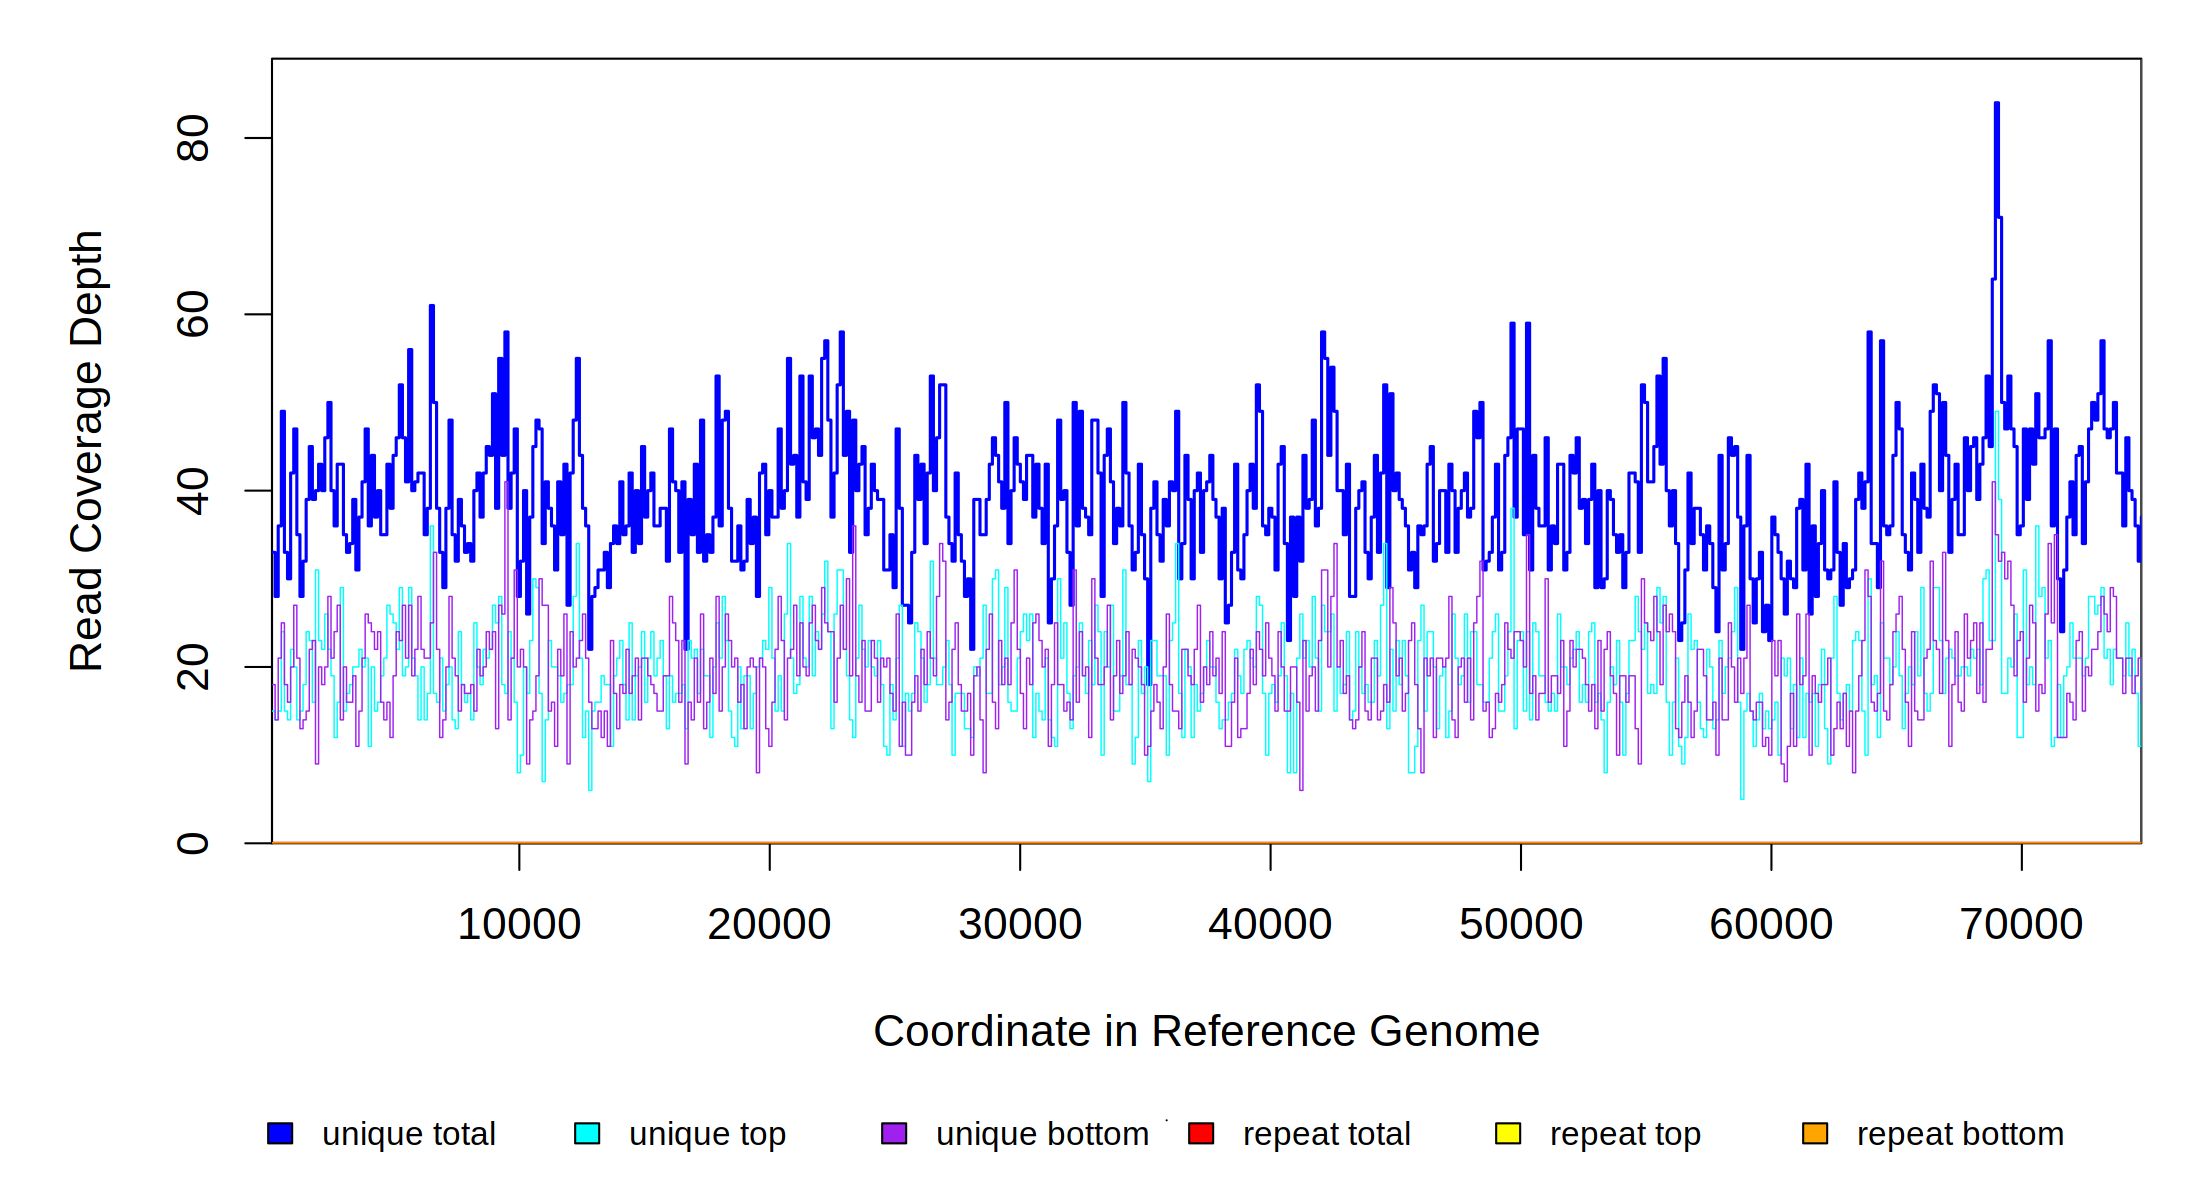 Read Coverage Depth
80
60
40
20
0
10000 20000 30000 40000 50000 60000 70000
Coordinate in Reference Genome
unique total unique top unique bottom repeat total repeat top repeat bottom